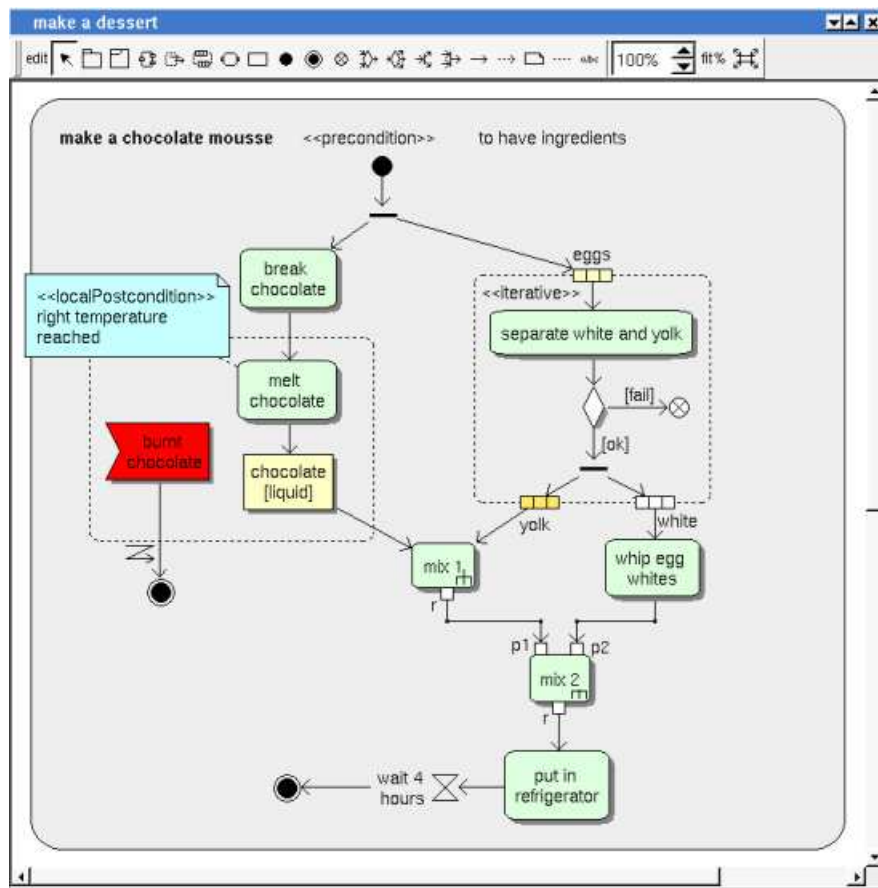 make a dessert
edit
100%
fit%
make a chocolate mousse <<precondition>> to have ingredients
eggs
break
chocolate
<<localPostcondition>>
right temperature
reached
<<iterative>>
separate white and yolk
melt
chocolate
[fail]
burnt
chocolate
[ok]
chocolate
[liquid]
yolk
white
mix 1
whip egg
whites
r
p1
p2
mix 2
r
wait 4
hours
put in
refrigerator